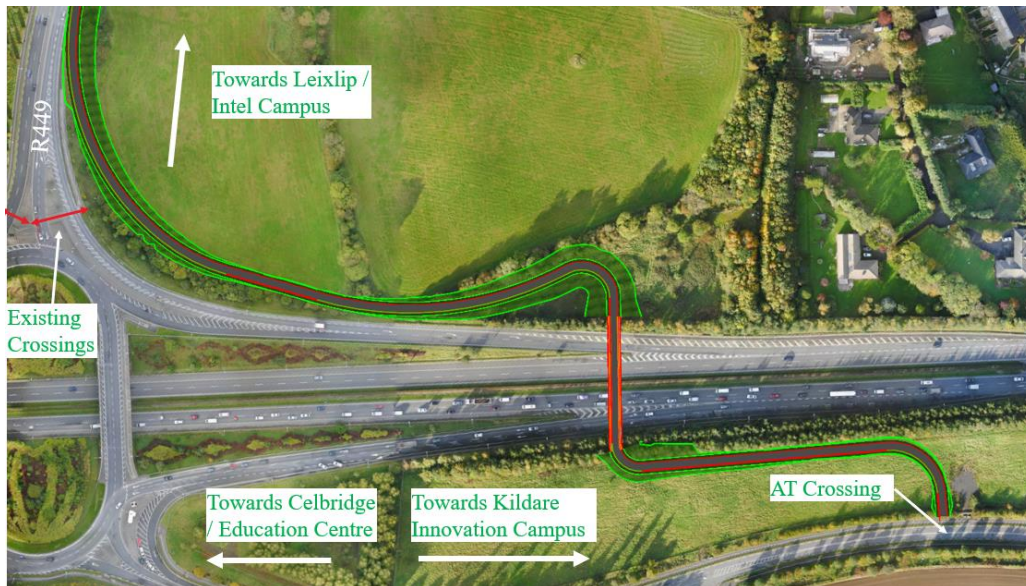 Towards Leixlip /
Intel Campus
R449
Existing
Crossings
Towards Celbridge
/ Education Centre
Towards Kildare
Innovation Campus
AT Crossing